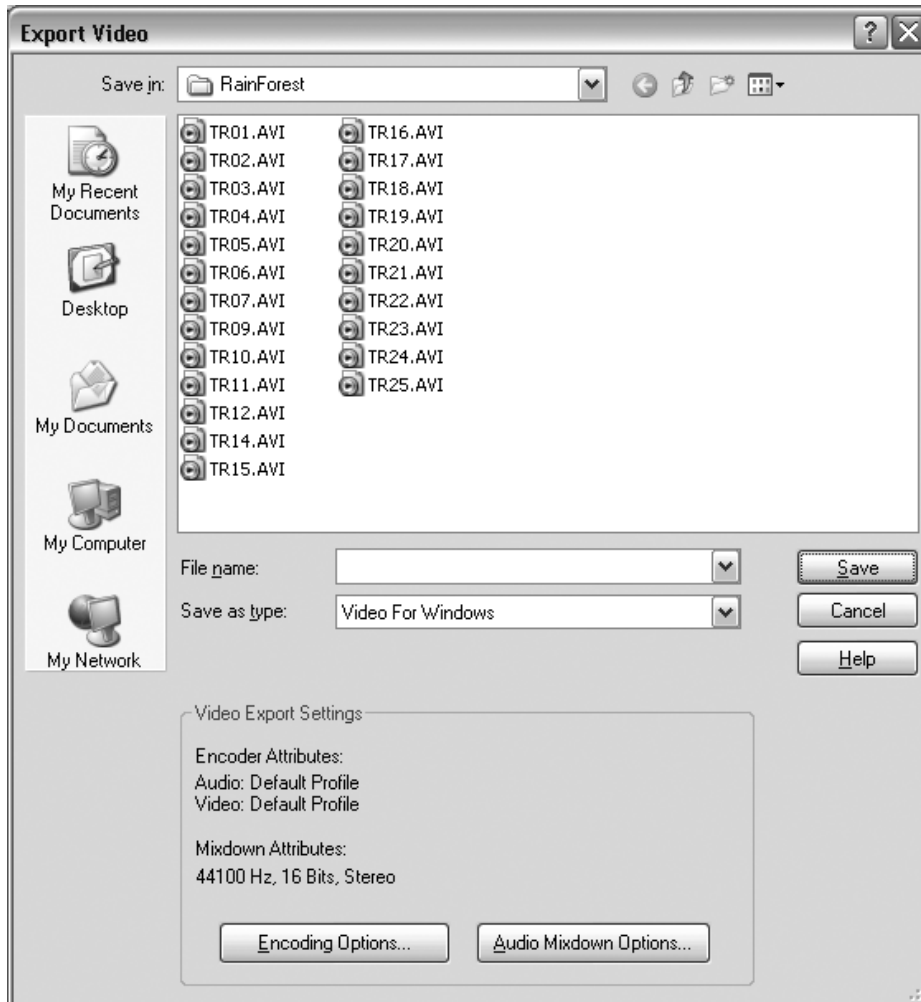 Export Video
Save in: RainForest
My Recent
Documents
Desktop
My Documents
My Computer
My Network
TR01.AVI
TR02.AVI
TR03.AVI
TR04.AVI
TR05.AVI
TR06.AVI
TR07.AVI
TR09.AVI
TR10.AVI
TR11.AVI
TR12.AVI
TR14.AVI
TR15.AVI
TR16.AVI
TR17.AVI
TR18.AVI
TR19.AVI
TR20.AVI
TR21.AVI
TR22.AVI
TR23.AVI
TR24.AVI
TR25.AVI
File name:
Save
Save as type: Video For Windows
Cancel
Help
Video Export Settings
Encoder Attributes:
Audio: Default Profile
Video: Default Profile
Mixdown Attributes:
44100 Hz, 16 Bits, Stereo
Encoding Options...
Audio Mixdown Options...